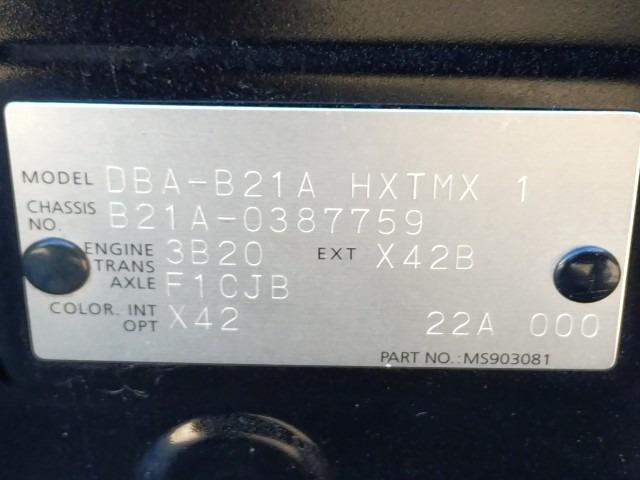 MODEL DBA-B21A HXTMX 1
CHASSIS NO. B21A-0387759
ENGINE 3B20 EXT X42B
TRANS AXLE F1CJB
COLOR. INT X42
OPT 22A 000
PART NO.:MS903081